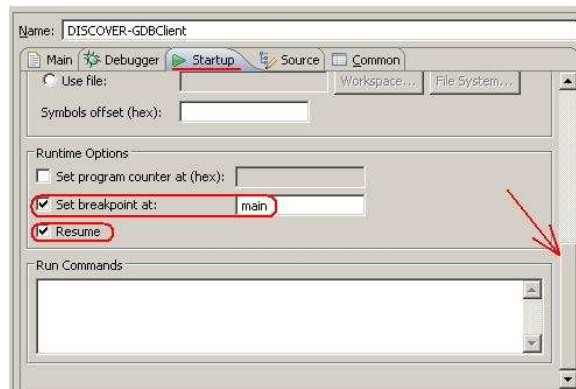 Name: DISCOVER-GDBClient
Main Debugger Startup Source Common
Use file: Workspace... File System...
Symbols offset (hex):
Runtime Options
Set program counter at (hex):
Set breakpoint at: main
Resume
Run Commands